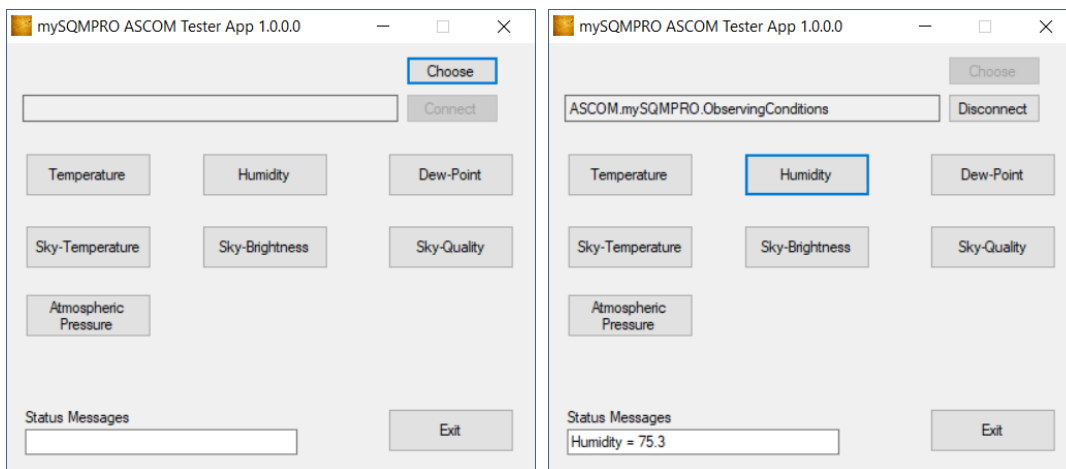 mySQMPRO ASCOM Tester App 1.0.0.0
Choose
Connect
Temperature
Humidity
Dew-Point
Sky-Temperature
Sky-Brightness
Sky-Quality
Atmospheric
Pressure
Status Messages
Exit
mySQMPRO ASCOM Tester App 1.0.0.0
Choose
ASCOM.mySQMPRO.ObservingConditions
Disconnect
Temperature
Humidity
Dew-Point
Sky-Temperature
Sky-Brightness
Sky-Quality
Atmospheric
Pressure
Status Messages
Humidity = 75.3
Exit